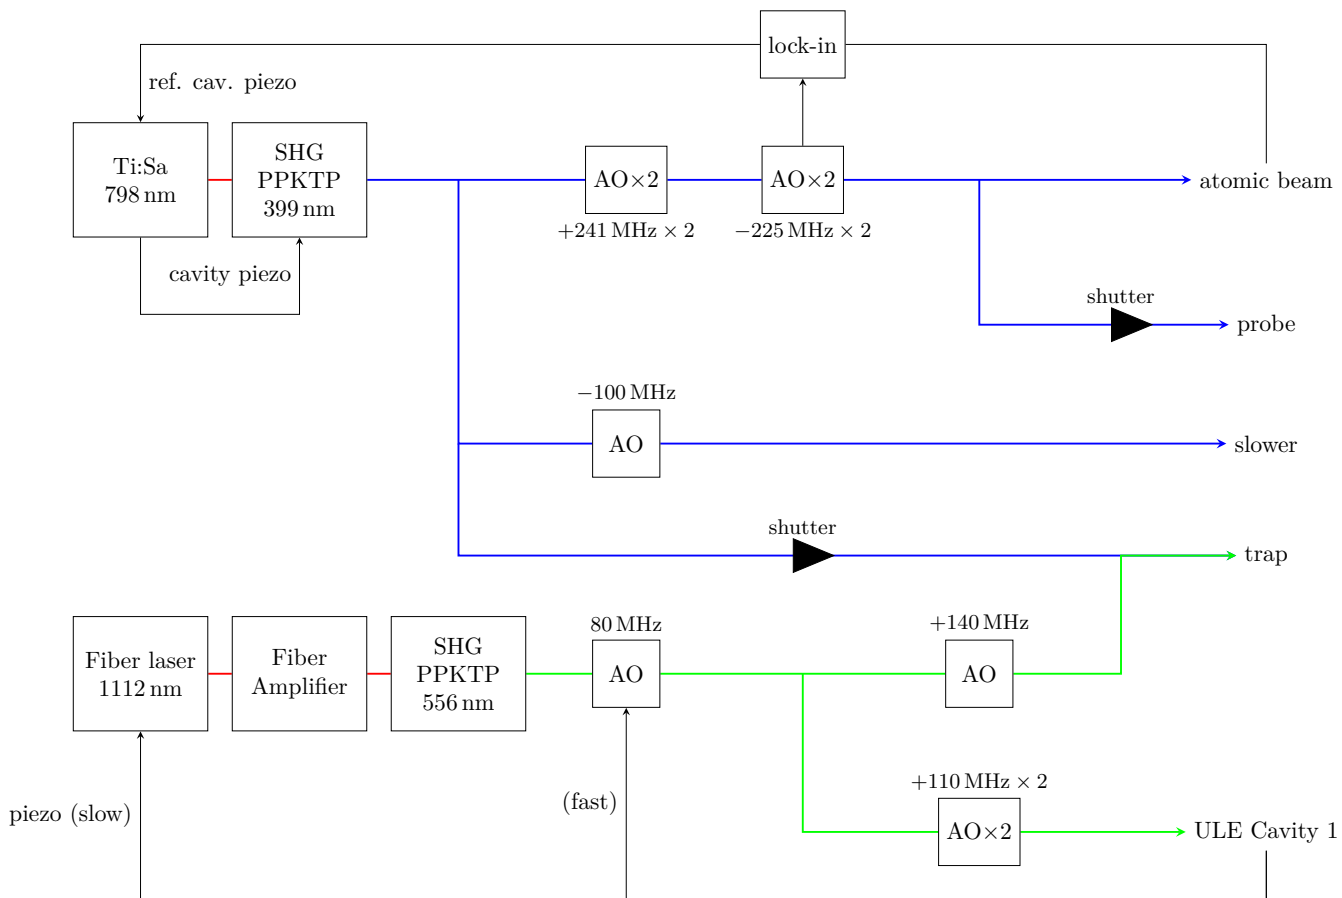 lock-in
ref. cav. piezo
Ti:Sa
798 nm
SHG
PPKTP
399 nm
AO×2
AO×2
atomic beam
+241 MHz × 2
−225 MHz × 2
cavity piezo
shutter
probe
−100 MHz
AO
slower
shutter
trap
Fiber laser
1112 nm
Fiber
Amplifier
SHG
PPKTP
556 nm
80 MHz
AO
+140 MHz
AO
piezo (slow)
(fast)
+110 MHz × 2
AO×2
ULE Cavity 1